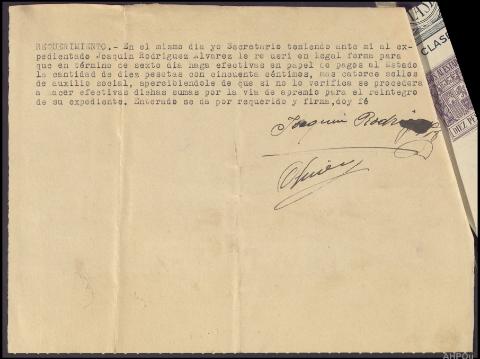 REQUERIMIENTO.- En el mismo dia yo Secretario teniendo ante mi al ex-
pedientado Joaquin Rodriguez Alvarez le re uerí en legal forma para
que en término de sexto día haga efectivas en papel de pagos al Estado
la cantidad de diez pesetas con cincuenta céntimos, mas catorce sellos
de auxilio social, apercibiendole de que si no lo verifica se procederá
a hacer efectivas dichas sumas por la via de apremio para el reintegro
de su expediente. Enterado se da por requerido y firma, doy fé
Joaquin Rodrig
CLASE
DIEZ PE